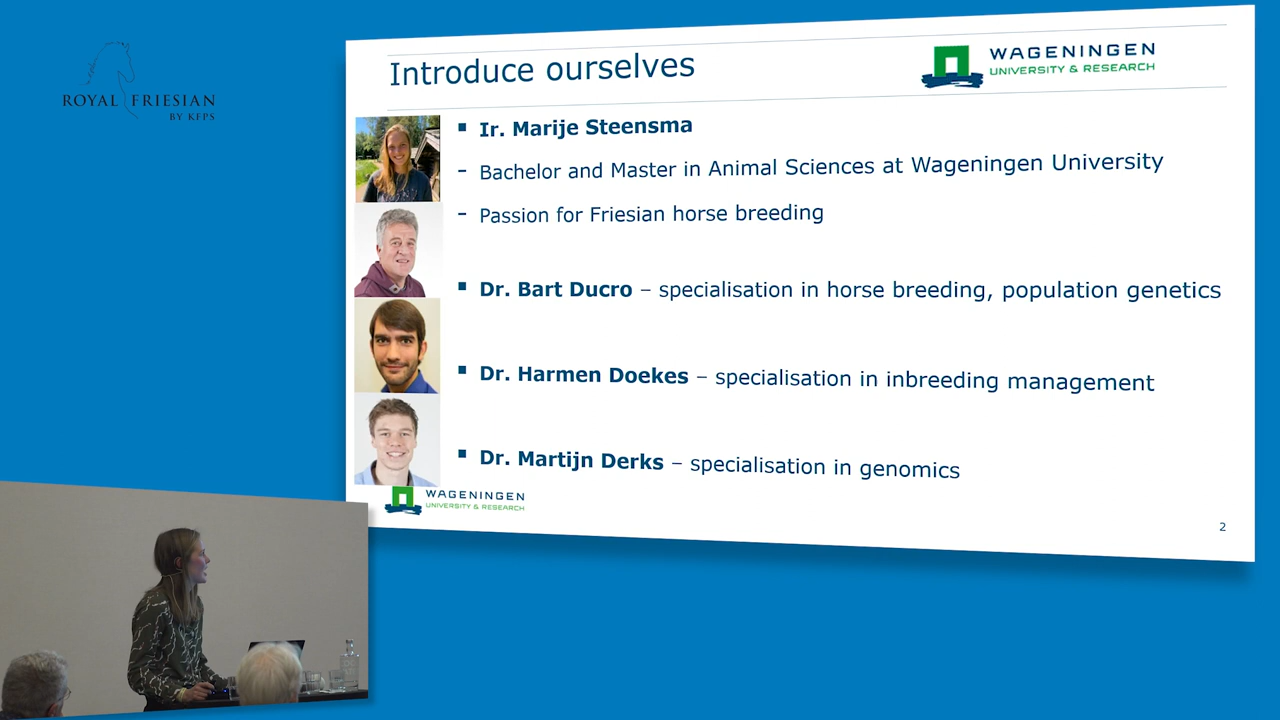 ROYAL FRIESIAN
BY KFPS
Introduce ourselves
WAGENINGEN
UNIVERSITY & RESEARCH
▪ Ir. Marije Steensma
- Bachelor and Master in Animal Sciences at Wageningen University
- Passion for Friesian horse breeding
▪ Dr. Bart Ducro – specialisation in horse breeding, population genetics
▪ Dr. Harmen Doekes – specialisation in inbreeding management
▪ Dr. Martijn Derks – specialisation in genomics
WAGENINGEN
UNIVERSITY & RESEARCH
2